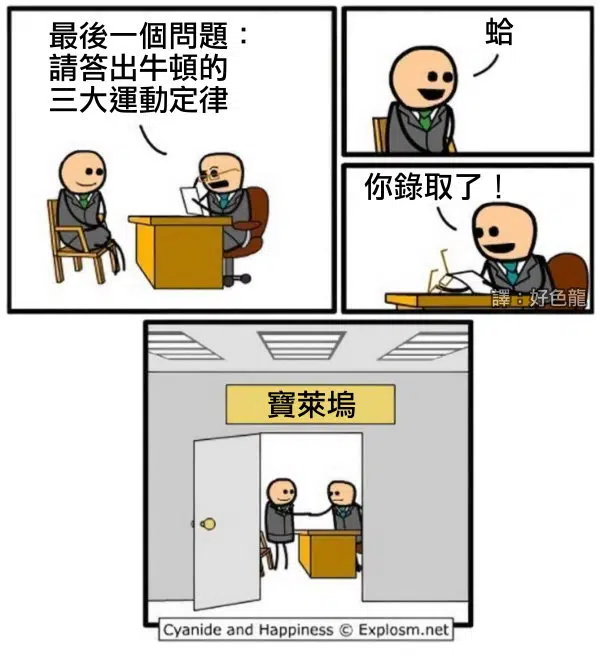 最後一個問題：
請答出牛頓的
三大運動定律
蛤
你錄取了！
譯：好色龍
寶萊塢
Cyanide and Happiness © Explosm.net